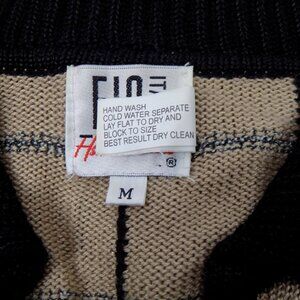 HAND WASH
COLD WATER SEPARATE
LAY FLAT TO DRY AND
BLOCK TO SIZE
BEST RESULT DRY CLEAN
®
M